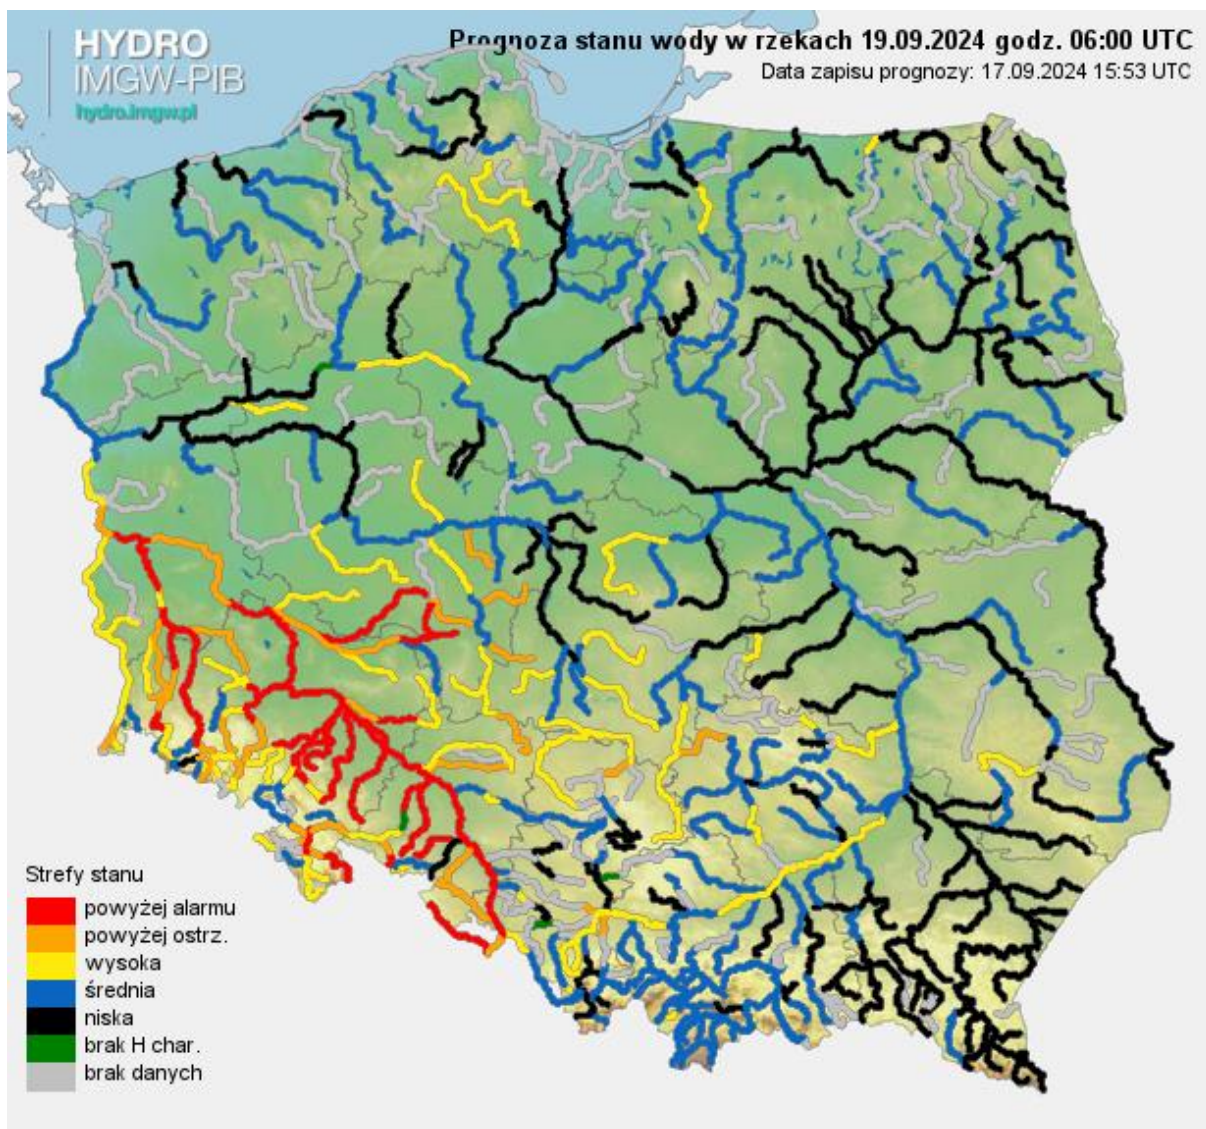 HYDRO
IMGW-PIB
hydro.imgw.pl
Prognoza stanu wody w rzekach 19.09.2024 godz. 06:00 UTC
Data zapisu prognozy: 17.09.2024 15:53 UTC
Strefy stanu
powyżej alarmu
powyżej ostrz.
wysoka
średnia
niska
brak H char.
brak danych